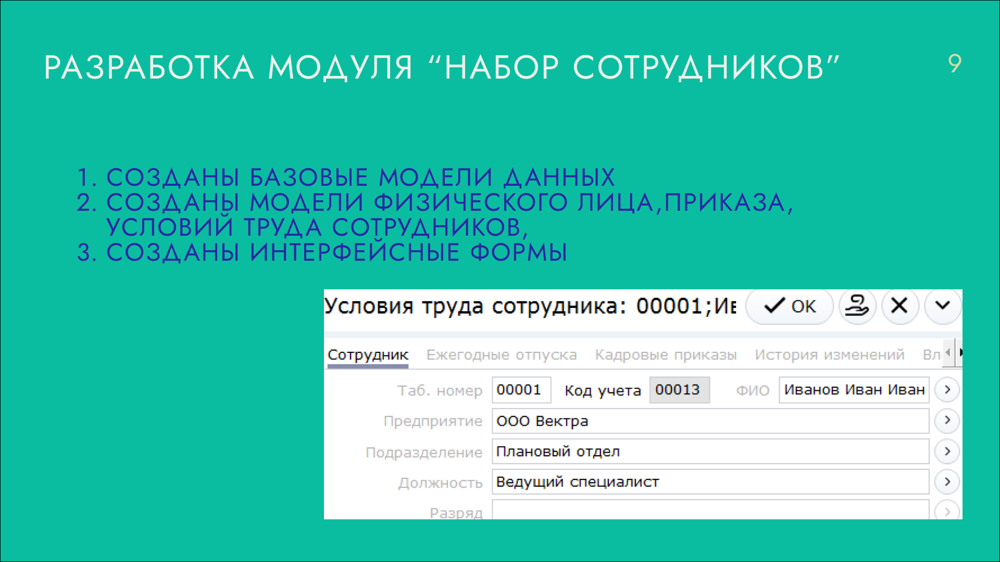 РАЗРАБОТКА МОДУЛЯ “НАБОР СОТРУДНИКОВ”
9
1. СОЗДАНЫ БАЗОВЫЕ МОДЕЛИ ДАННЫХ
2. СОЗДАНЫ МОДЕЛИ ФИЗИЧЕСКОГО ЛИЦА,ПРИКАЗА,
УСЛОВИЙ ТРУДА СОТРУДНИКОВ,
3. СОЗДАНЫ ИНТЕРФЕЙСНЫЕ ФОРМЫ
Условия труда сотрудника: 00001;Ив OK
Сотрудник Ежегодные отпуска Кадровые приказы История изменений Вл
Таб. номер 00001 Код учета 00013 ФИО Иванов Иван Иван
Предприятие ООО Вектра
Подразделение Плановый отдел
Должность Ведущий специалист
Разряд